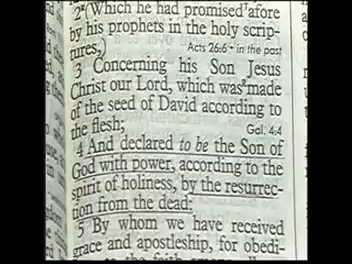 2 (Which he had promised afore
by his prophets in the holy scrip-
tures,) Acts 26:6 • in the past
3 Concerning his Son Jesus
Christ our Lord, which was made
of the seed of David according to
the flesh; Gal. 4:4
4 And declared to be the Son of
God with power, according to the
spirit of holiness, by the resurrec-
tion from the dead:
5 By whom we have received
grace and apostleship, for obedi-
the faith